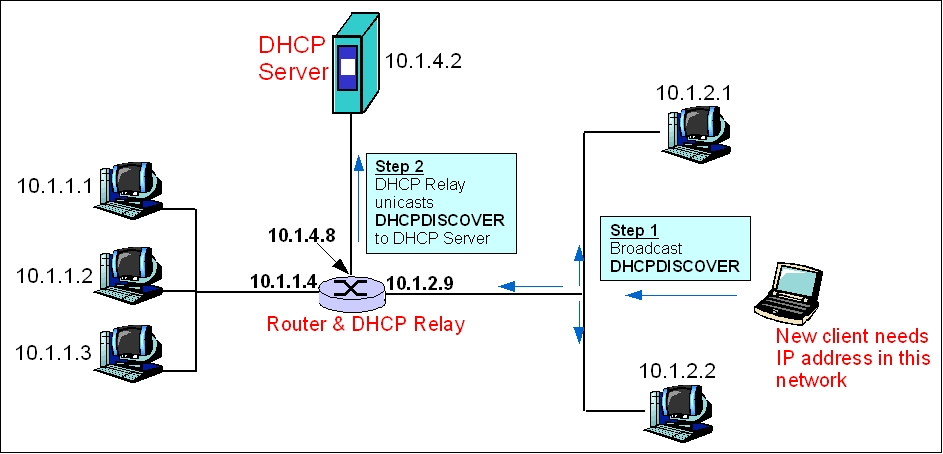 DHCP
Server
10.1.4.2
10.1.2.1
Step 2
DHCP Relay
unicasts
DHCPDISCOVER
to DHCP Server
10.1.1.1
Step 1
Broadcast
DHCPDISCOVER
10.1.4.8
10.1.1.2
10.1.1.4
10.1.2.9
Router & DHCP Relay
New client needs
IP address in this
network
10.1.1.3
10.1.2.2